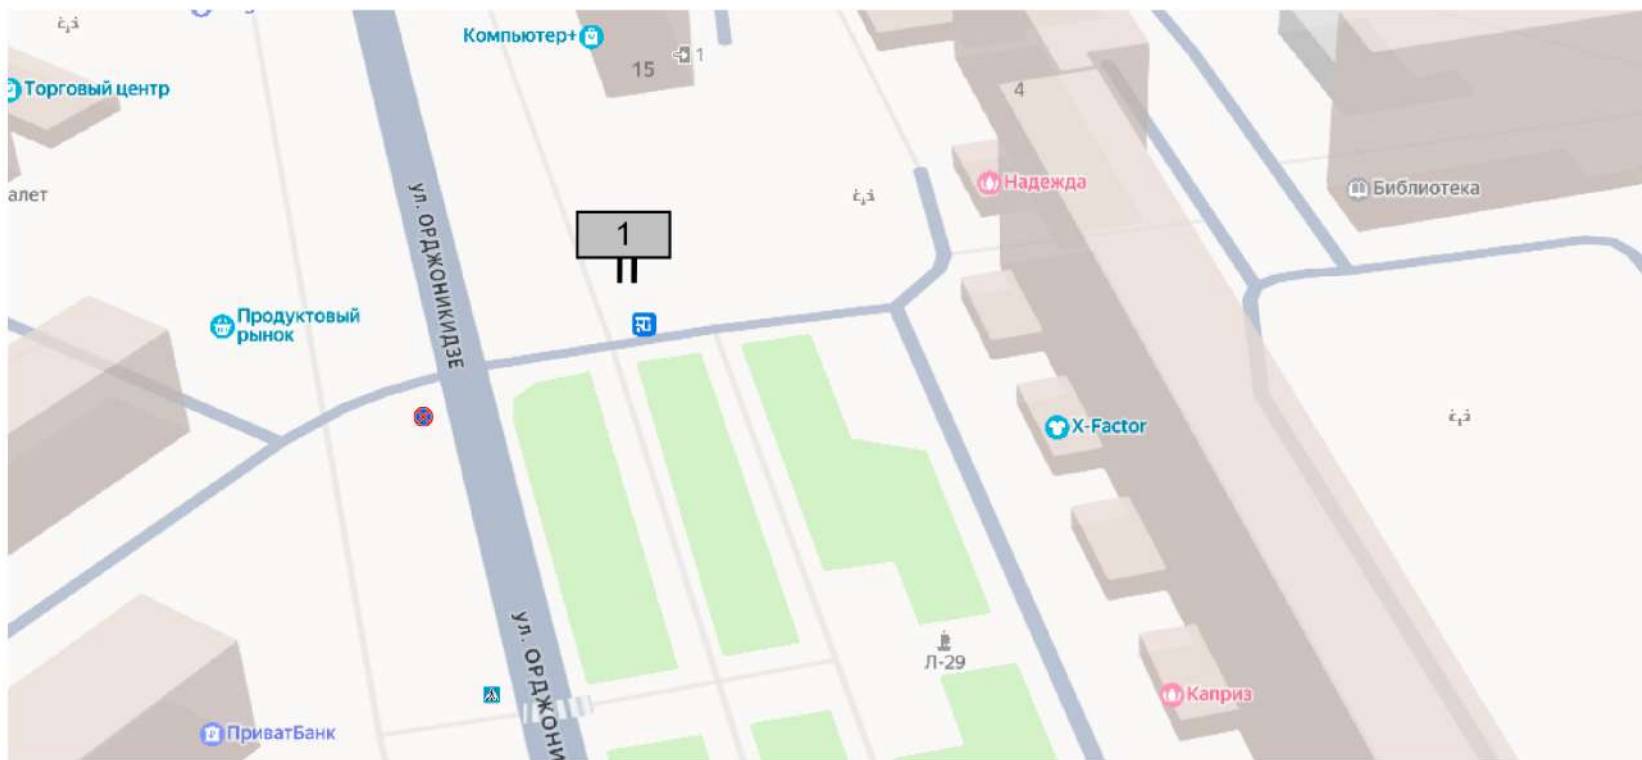 Компьютер+
1
15
Торговый центр
4
Надежда
алет
Библиотека
ул. ОРДЖОНИКИДЗЕ
1
Продуктовый
рынок
X-Factor
ул. ОРДЖОНИ
Л-29
Каприз
ПриватБанк